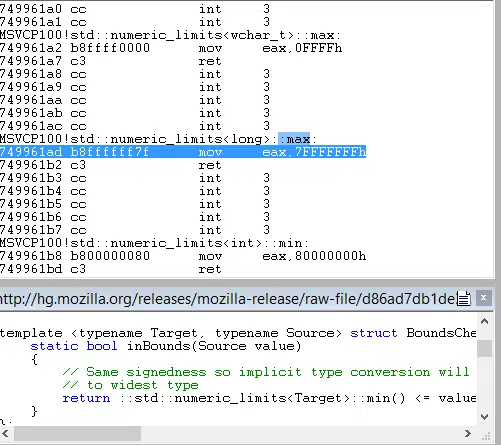 749961a0 cc int 3
749961a1 cc int 3
MSVCP100!std::numeric_limits<wchar_t>::max:
749961a2 b8ffff0000 mov eax,0FFFFh
749961a7 c3 ret
749961a8 cc int 3
749961a9 cc int 3
749961aa cc int 3
749961ab cc int 3
749961ac cc int 3
MSVCP100!std::numeric_limits<long>::max:
749961ad b8ffffff7f mov eax,7FFFFFFFh
749961b2 c3 ret
749961b3 cc int 3
749961b4 cc int 3
749961b5 cc int 3
749961b6 cc int 3
749961b7 cc int 3
MSVCP100!std::numeric_limits<int>::min:
749961b8 b800000080 mov eax,80000000h
749961bd c3 ret
http://hg.mozilla.org/releases/mozilla-release/raw-file/d86ad7db1de
template <typename Target, typename Source> struct BoundsChe
static bool inBounds(Source value)
{
// Same signedness so implicit type conversion will
// to widest type
return ::std::numeric_limits<Target>::min() <= value
}
};